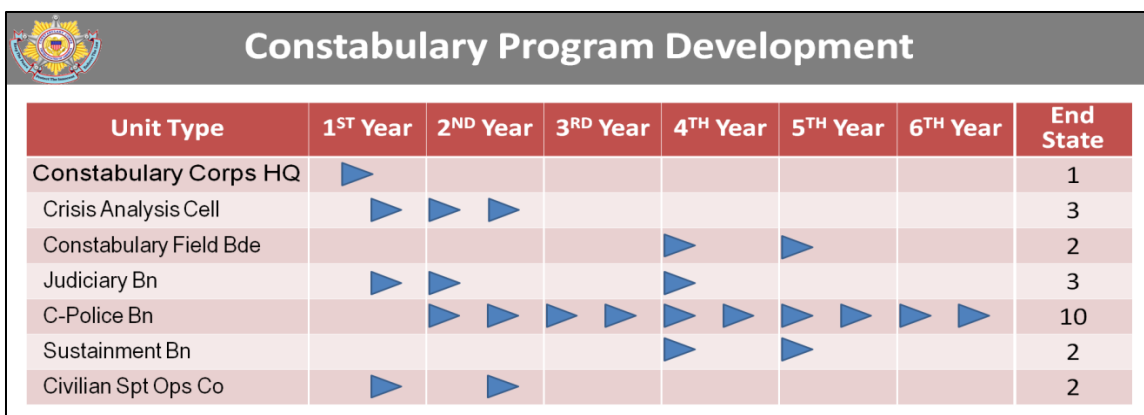 Constabulary Program Development
Unit Type 1ST Year 2ND Year 3RD Year 4TH Year 5TH Year 6TH Year End State
Constabulary Corps HQ 1
Crisis Analysis Cell 3
Constabulary Field Bde 2
Judiciary Bn 3
C-Police Bn 10
Sustainment Bn 2
Civilian Spt Ops Co 2